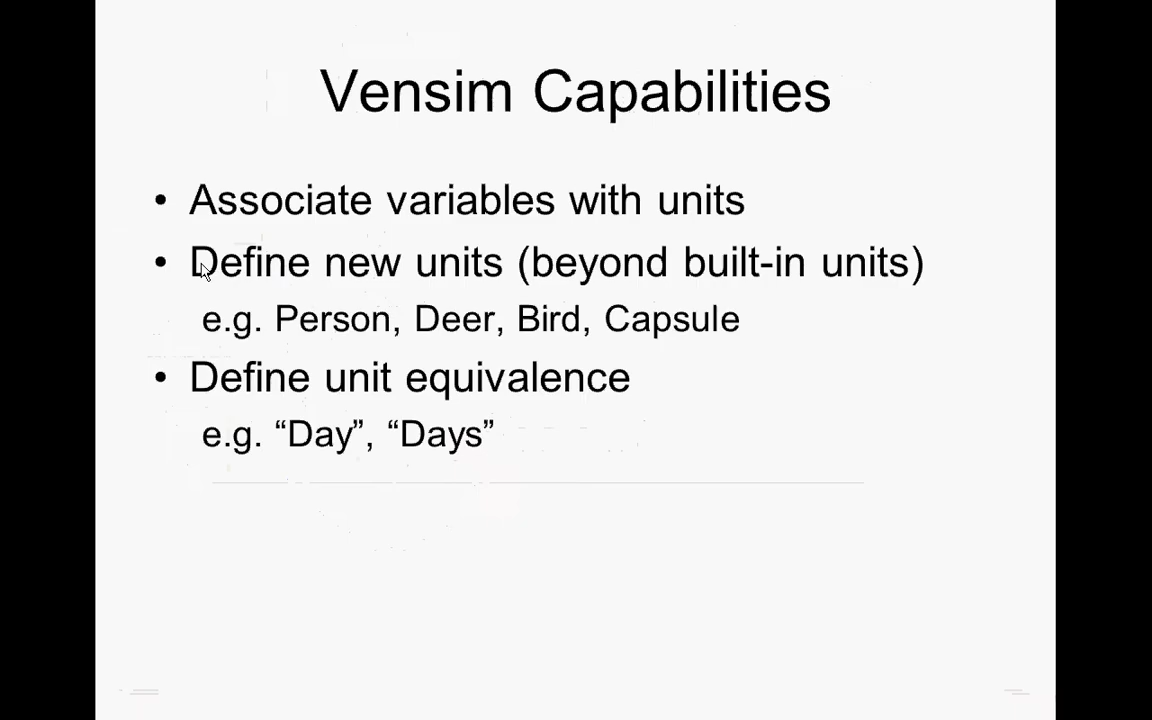 Vensim Capabilities
• Associate variables with units
• Define new units (beyond built-in units)
e.g. Person, Deer, Bird, Capsule
• Define unit equivalence
e.g. “Day”, “Days”